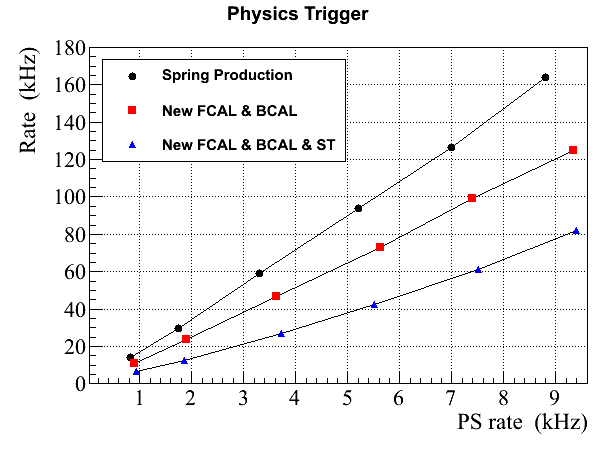 Physics Trigger
Rate (kHz)
180
160
140
120
100
80
60
40
20
0
Spring Production
New FCAL & BCAL
New FCAL & BCAL & ST
1 2 3 4 5 6 7 8 9
PS rate (kHz)